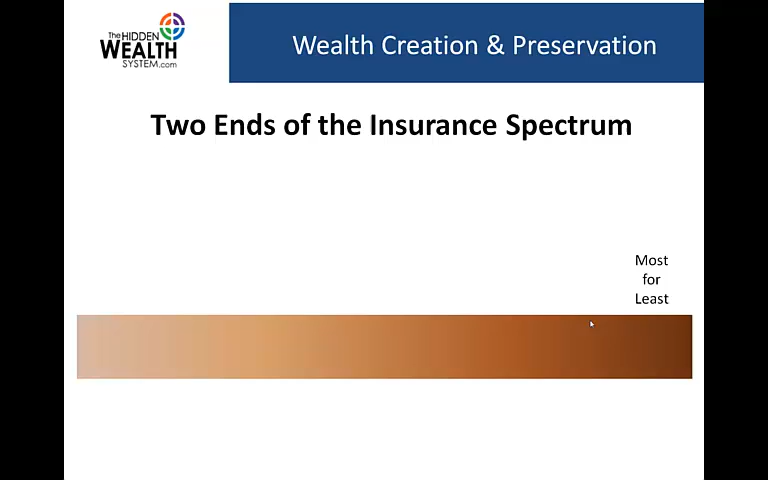 The HIDDEN
WEALTH
SYSTEM.com
Wealth Creation & Preservation
Two Ends of the Insurance Spectrum
Most
for
Least